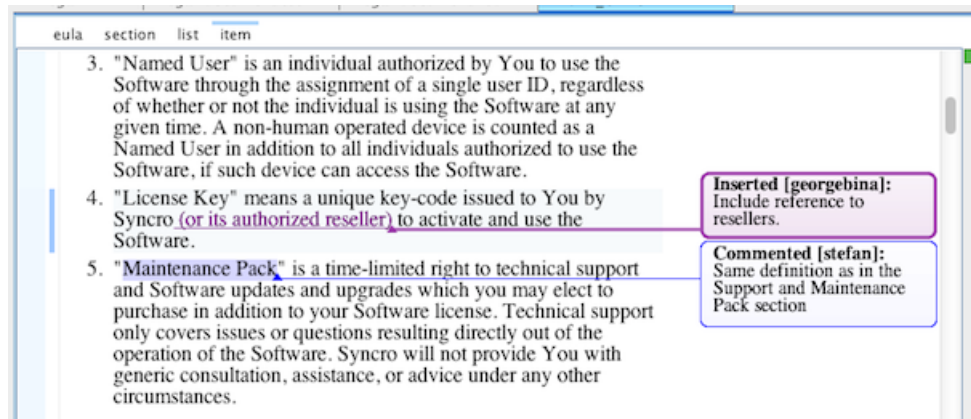 eula section list item
3. "Named User" is an individual authorized by You to use the
Software through the assignment of a single user ID, regardless
of whether or not the individual is using the Software at any
given time. A non-human operated device is counted as a
Named User in addition to all individuals authorized to use the
Software, if such device can access the Software.
4. "License Key" means a unique key-code issued to You by
Syncro (or its authorized reseller) to activate and use the
Software.
Inserted [georgebina]:
Include reference to
resellers.
5. "Maintenance Pack" is a time-limited right to technical support
and Software updates and upgrades which you may elect to
purchase in addition to your Software license. Technical support
only covers issues or questions resulting directly out of the
operation of the Software. Syncro will not provide You with
generic consultation, assistance, or advice under any other
circumstances.
Commented [stefan]:
Same definition as in the
Support and Maintenance
Pack section